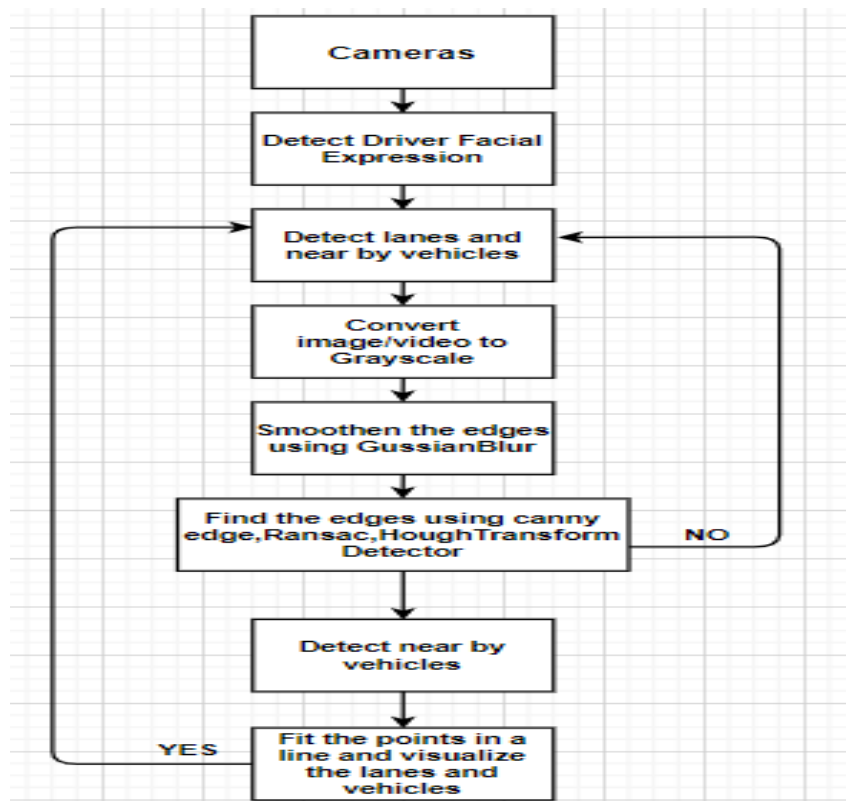 Cameras
Detect Driver Facial
Expression
Detect lanes and
near by vehicles
Convert
image/video to
Grayscale
Smoothen the edges
using GussianBlur
Find the edges using canny
edge,Ransac,HoughTransform
Detector
NO
Detect near by
vehicles
YES
Fit the points in a
line and visualize
the lanes and
vehicles